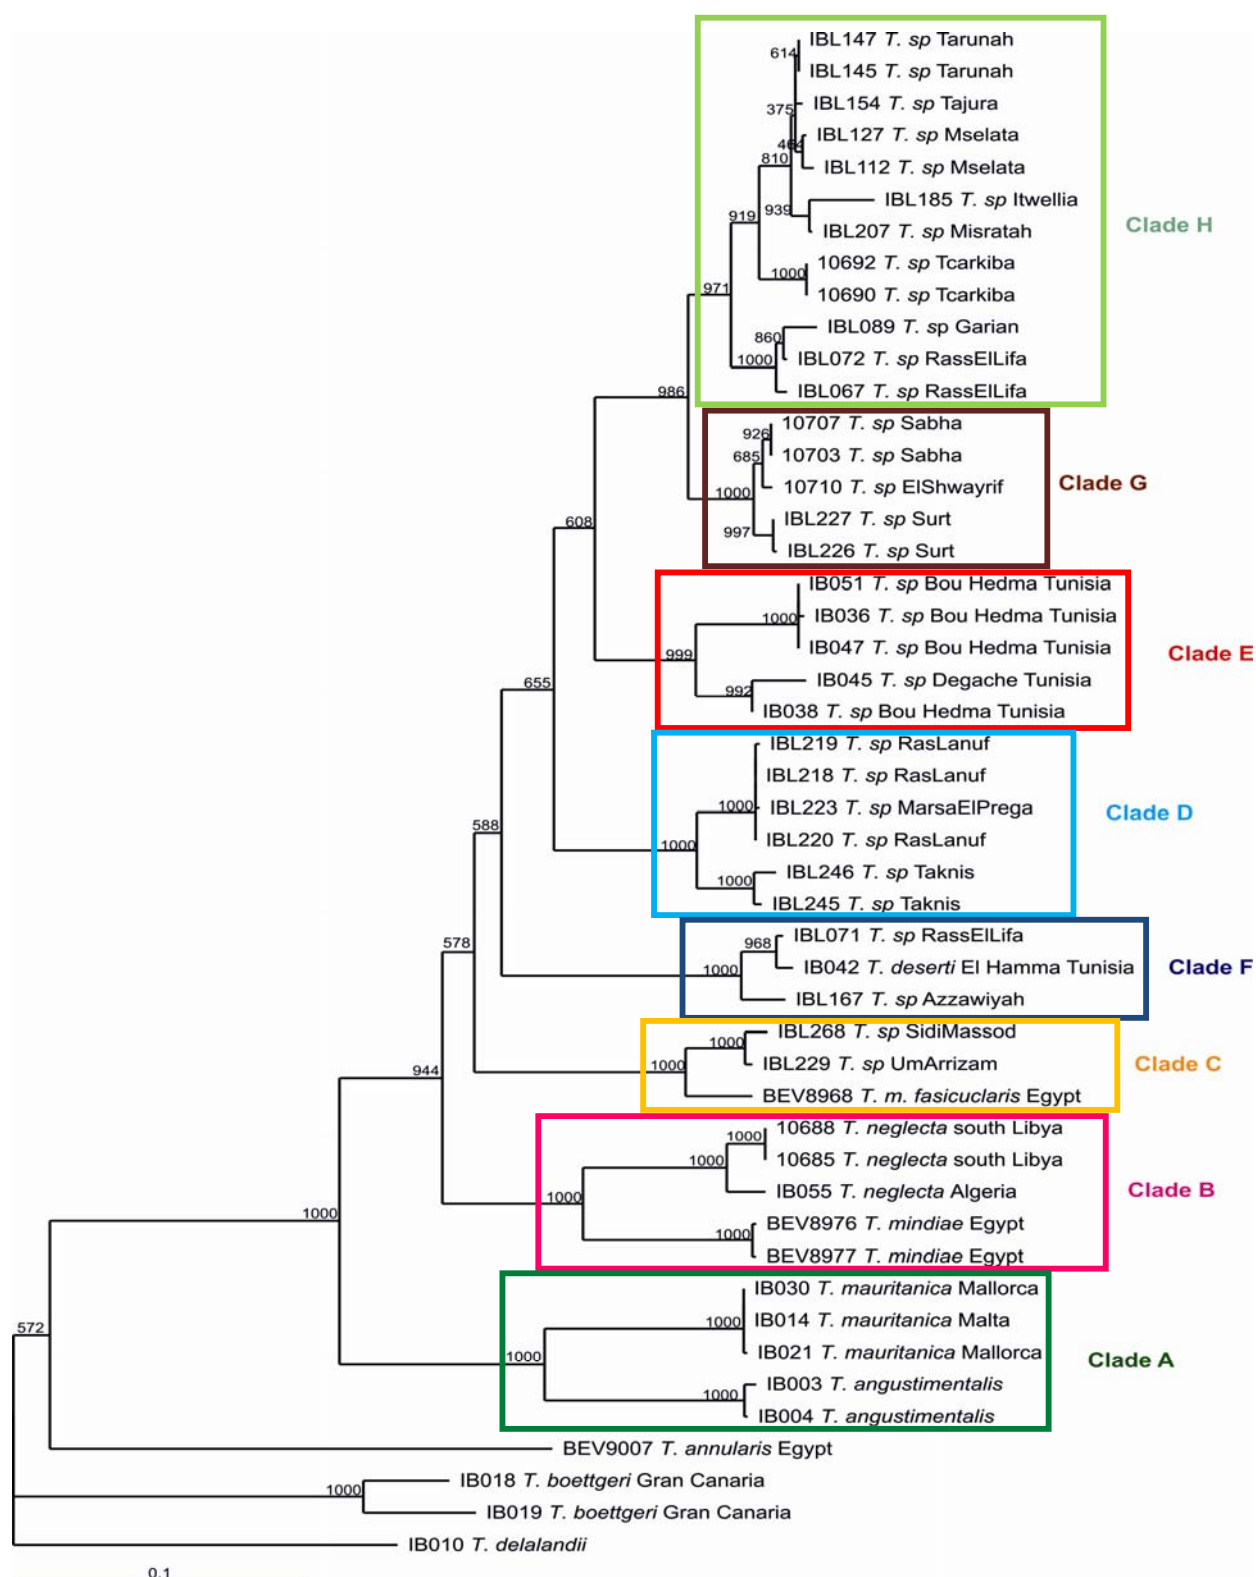 IBL147 T. sp Tarunah
614
IBL145 T. sp Tarunah
IBL154 T. sp Tajura
375
IBL127 T. sp Mselata
810
IBL112 T. sp Mselata
IBL185 T. sp Itwellia
919
939
IBL207 T. sp Misratah
Clade H
10692 T. sp Tcarkiba
1000
10690 T. sp Tcarkiba
971
IBL089 T. sp Garian
860
IBL072 T. sp RassElLifa
1000
IBL067 T. sp RassElLifa
986
10707 T. sp Sabha
926
10703 T. sp Sabha
685
10710 T. sp ElShwayrif
Clade G
1000
IBL227 T. sp Surt
608
997
IBL226 T. sp Surt
IB051 T. sp Bou Hedma Tunisia
IB036 T. sp Bou Hedma Tunisia
1000
IB047 T. sp Bou Hedma Tunisia
999
Clade E
IB045 T. sp Degache Tunisia
655
992
IB038 T. sp Bou Hedma Tunisia
IBL219 T. sp RasLanuf
IBL218 T. sp RasLanuf
IBL223 T. sp MarsaElPrega
1000
Clade D
588
IBL220 T. sp RasLanuf
1000
IBL246 T. sp Taknis
1000
IBL245 T. sp Taknis
IBL071 T. sp RassElLifa
578
968
IB042 T. deserti El Hamma Tunisia
Clade F
1000
IBL167 T. sp Azzawiyah
IBL268 T. sp SidiMassod
1000
IBL229 T. sp UmArrizam
Clade C
944
1000
BEV8968 T. m. fasicuclaris Egypt
10688 T. neglecta south Libya
1000
10685 T. neglecta south Libya
1000
IB055 T. neglecta Algeria
Clade B
1000
1000
BEV8976 T. mindiae Egypt
1000
BEV8977 T. mindiae Egypt
IB030 T. mauritanica Mallorca
572
1000
IB014 T. mauritanica Malta
IB021 T. mauritanica Mallorca
Clade A
1000
IB003 T. angustimentalis
1000
IB004 T. angustimentalis
BEV9007 T. annularis Egypt
IB018 T. boettgeri Gran Canaria
1000
IB019 T. boettgeri Gran Canaria
IB010 T. delalandii
0.1